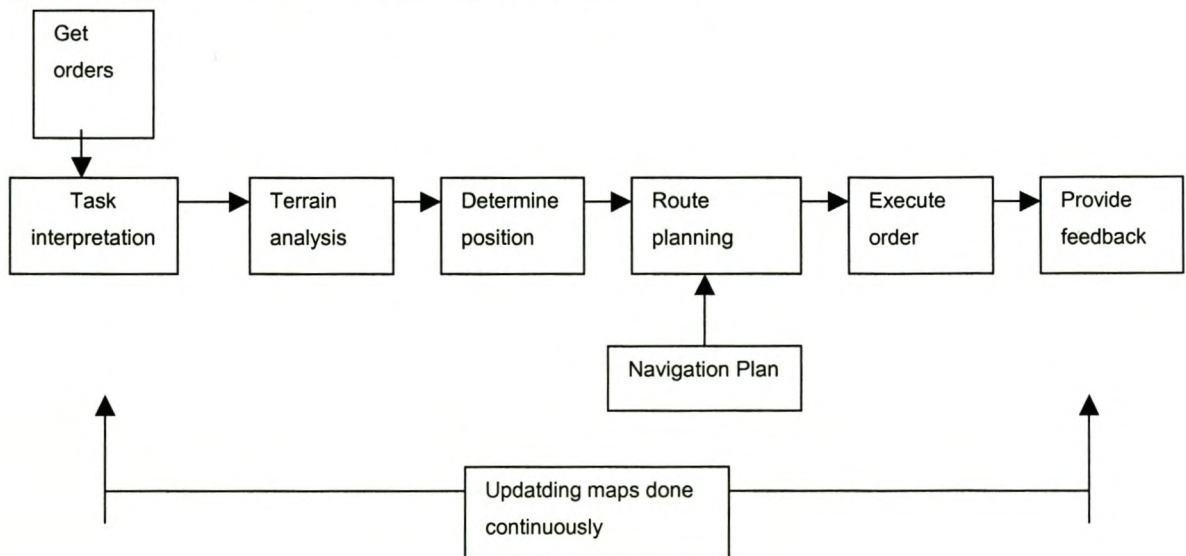 Get
orders
Task
interpretation
Terrain
analysis
Determine
position
Route
planning
Execute
order
Provide
feedback
Navigation Plan
Updatding maps done
continuously